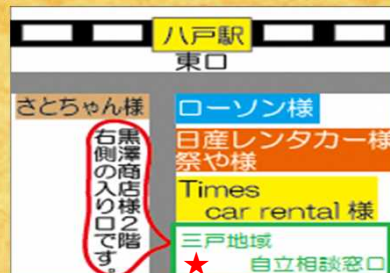 八戸駅
東口
さとちゃん様
ローソン様
日産レンタカー様
祭や様
Times
car rental 様
黒澤商店様2階
右側の入り口です。
三戸地域
自立相談窓口